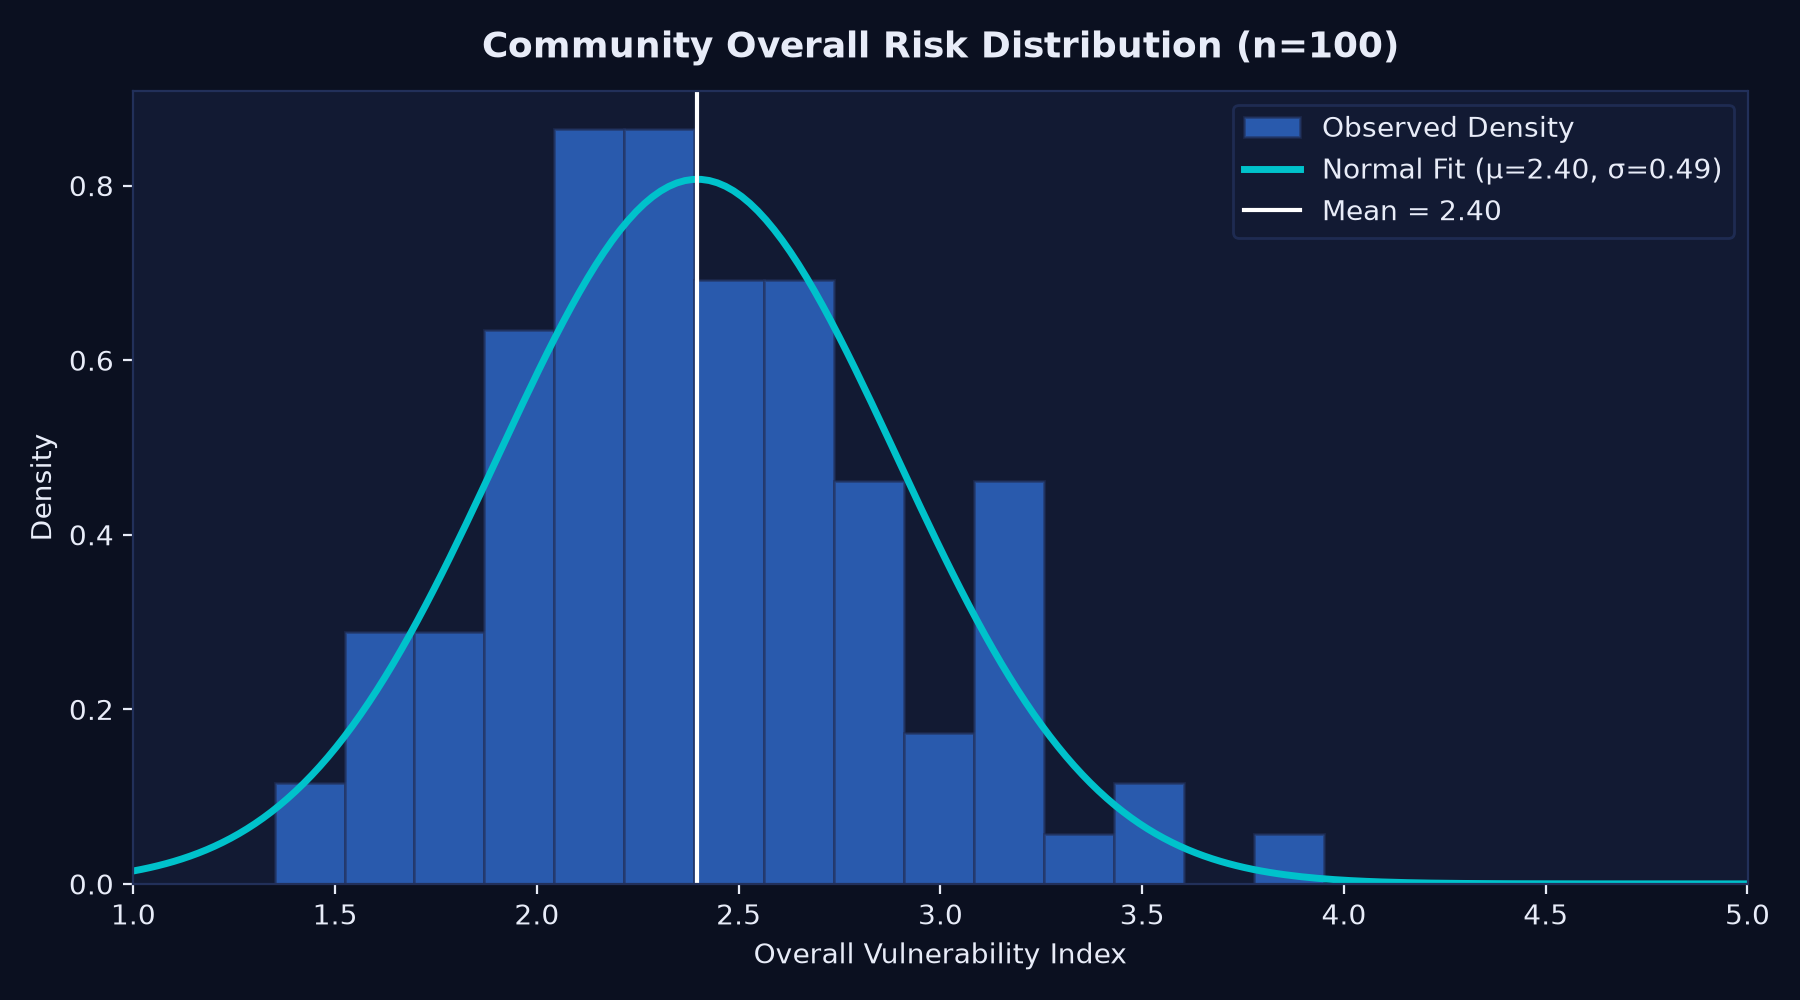 Community Overall Risk Distribution (n=100)
Observed Density
Normal Fit (μ=2.40, σ=0.49)
Mean = 2.40
Density
0.8
0.6
0.4
0.2
0.0
1.0 1.5 2.0 2.5 3.0 3.5 4.0 4.5 5.0
Overall Vulnerability Index